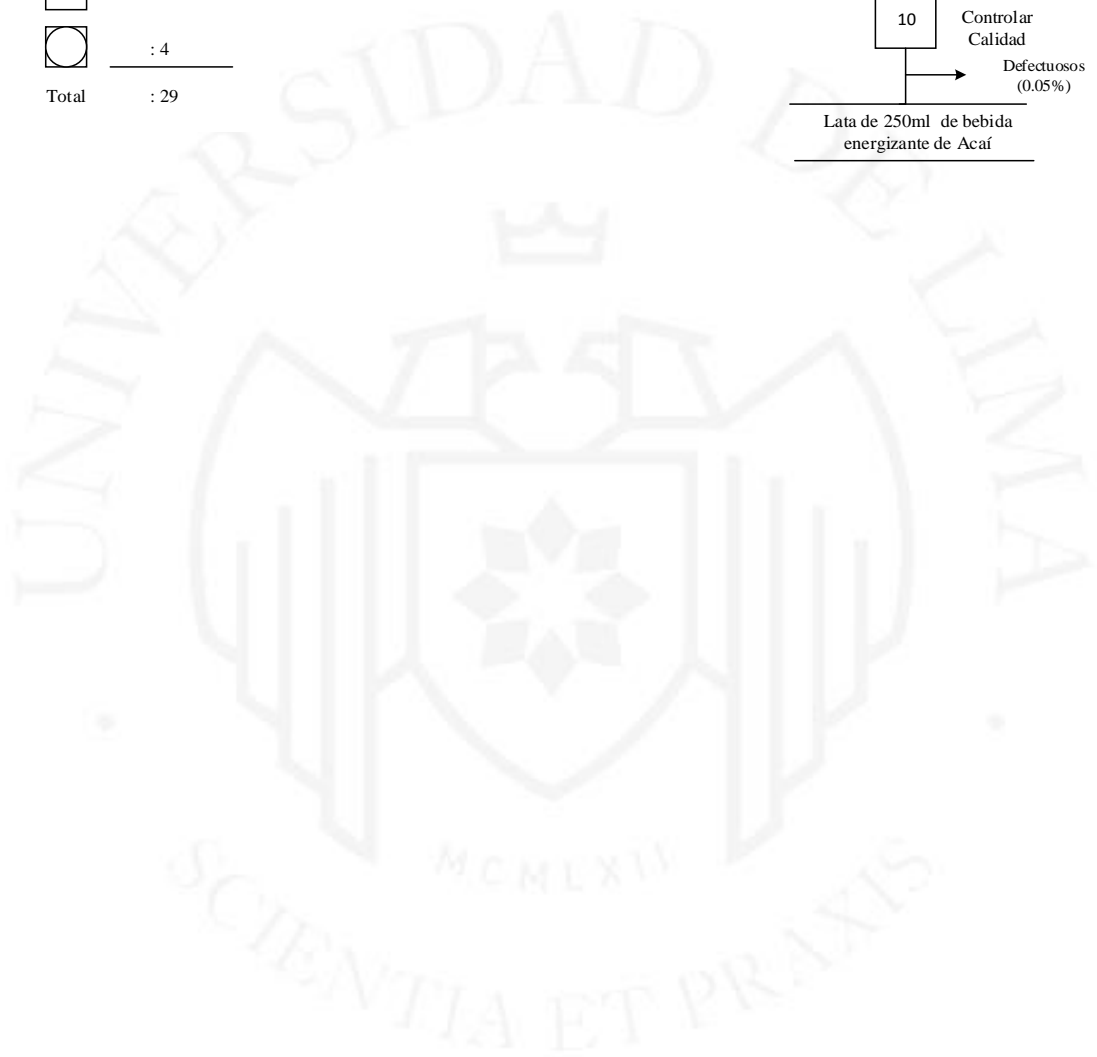 : 4
Total : 29
10
Controlar
Calidad
Defectuosos
(0.05%)
Lata de 250ml de bebida
energizante de Acaí
UNIVERSIDAD DE LIMA
MCMLXII
SCIENTIA ET PRAXIS